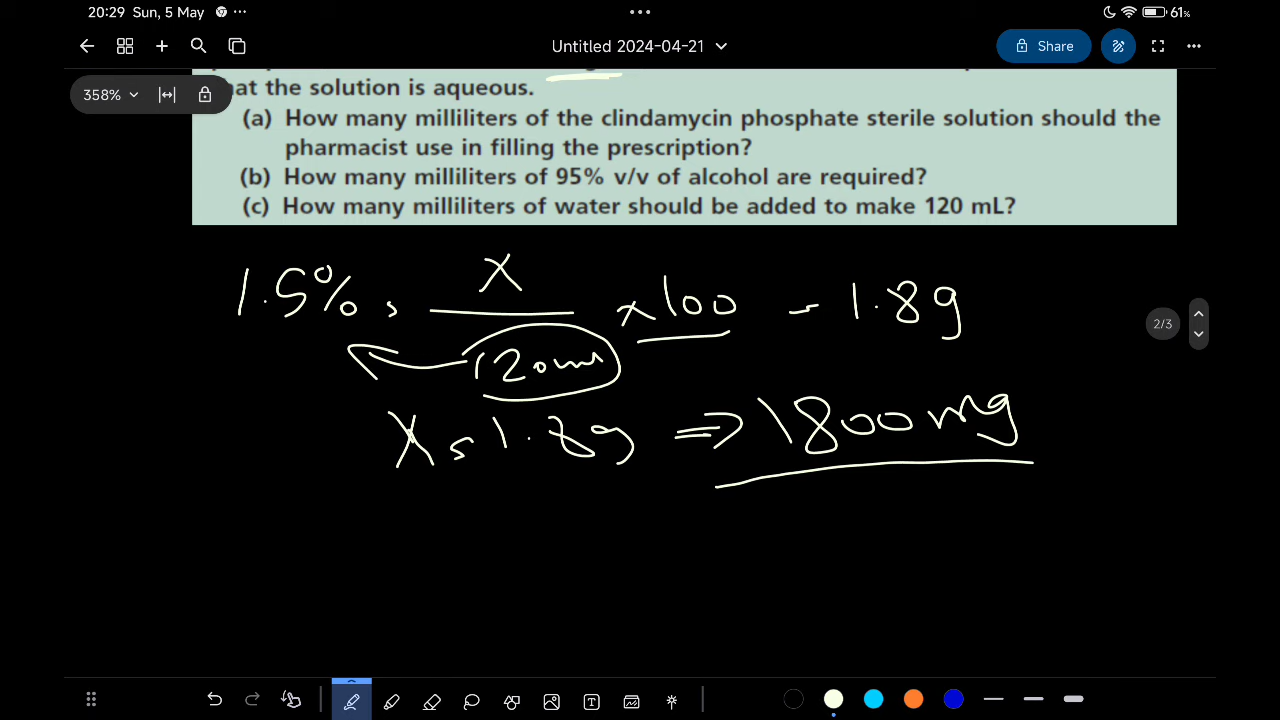 20:29 Sun, 5 May
61%
Untitled 2024-04-21
Share
358%
at the solution is aqueous.
(a) How many milliliters of the clindamycin phosphate sterile solution should the
pharmacist use in filling the prescription?
(b) How many milliliters of 95% v/v of alcohol are required?
(c) How many milliliters of water should be added to make 120 mL?
1.5% = X / 120ml ×100 - 1.8g
2/3
X = 1.8g ⇒ 1800mg
T